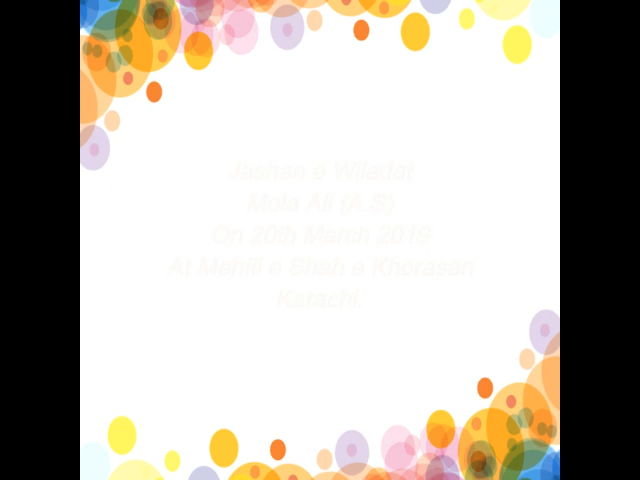 Jashan e Wiladat
Mola Ali (A.S)
On 20th March 2019
At Mehfil e Shah o Khorasan
Karachi.